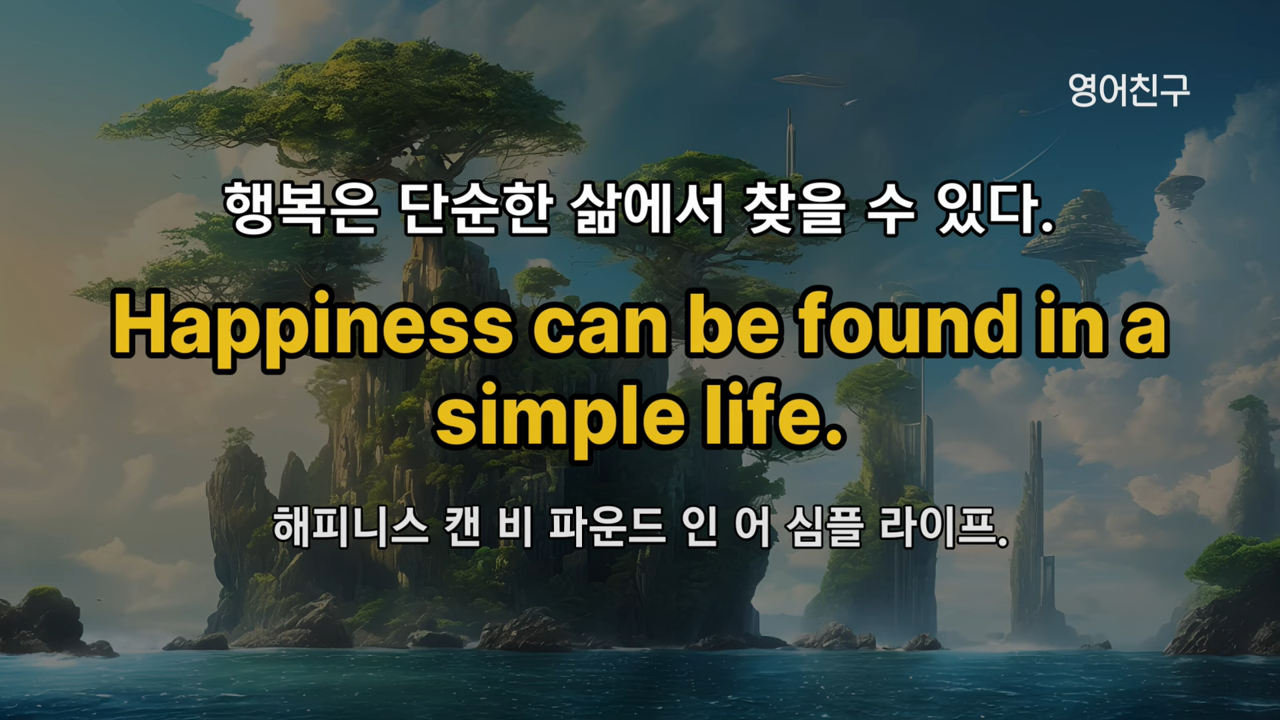 영어친구
행복은 단순한 삶에서 찾을 수 있다.
Happiness can be found in a
simple life.
해피니스 캔 비 파운드 인 어 심플 라이프.